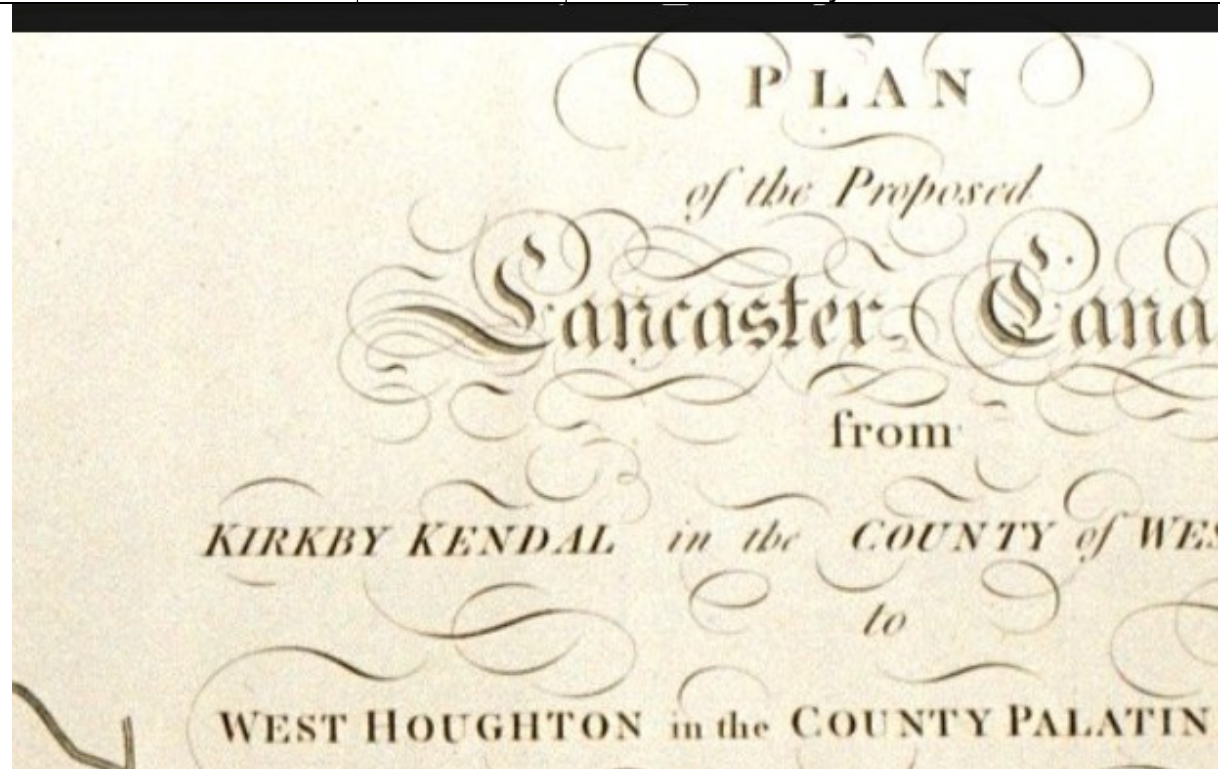 PLAN
of the Proposed
Lancaster Cana
from
KIRKBY KENDAL in the COUNTY of WES
to
WEST HOUGHTON in the COUNTY PALATIN